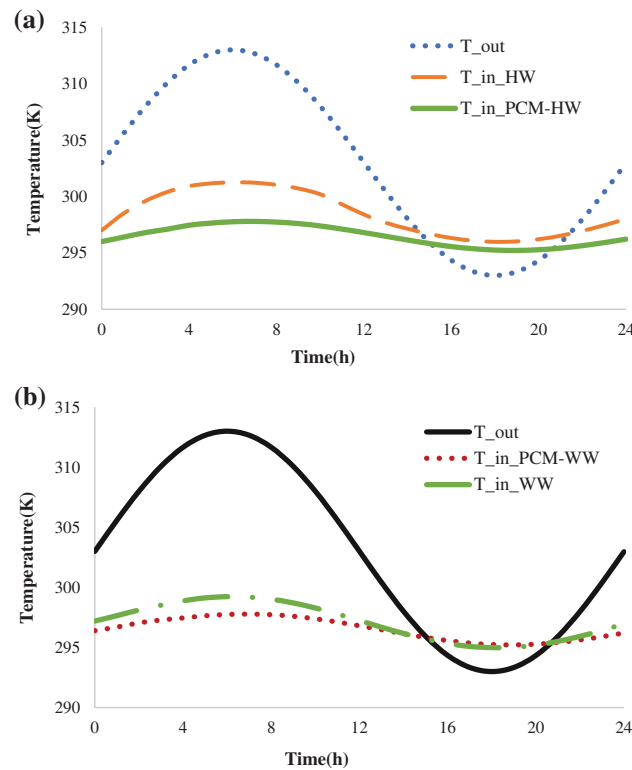 (a)
315
310
305
300
295
290
Temperature(K)
T_out
T_in_HW
T_in_PCM-HW
0 4 8 12 16 20 24
Time(h)
(b)
315
310
305
300
295
290
Temperature(K)
T_out
T_in_PCM-WW
T_in_WW
0 4 8 12 16 20 24
Time(h)